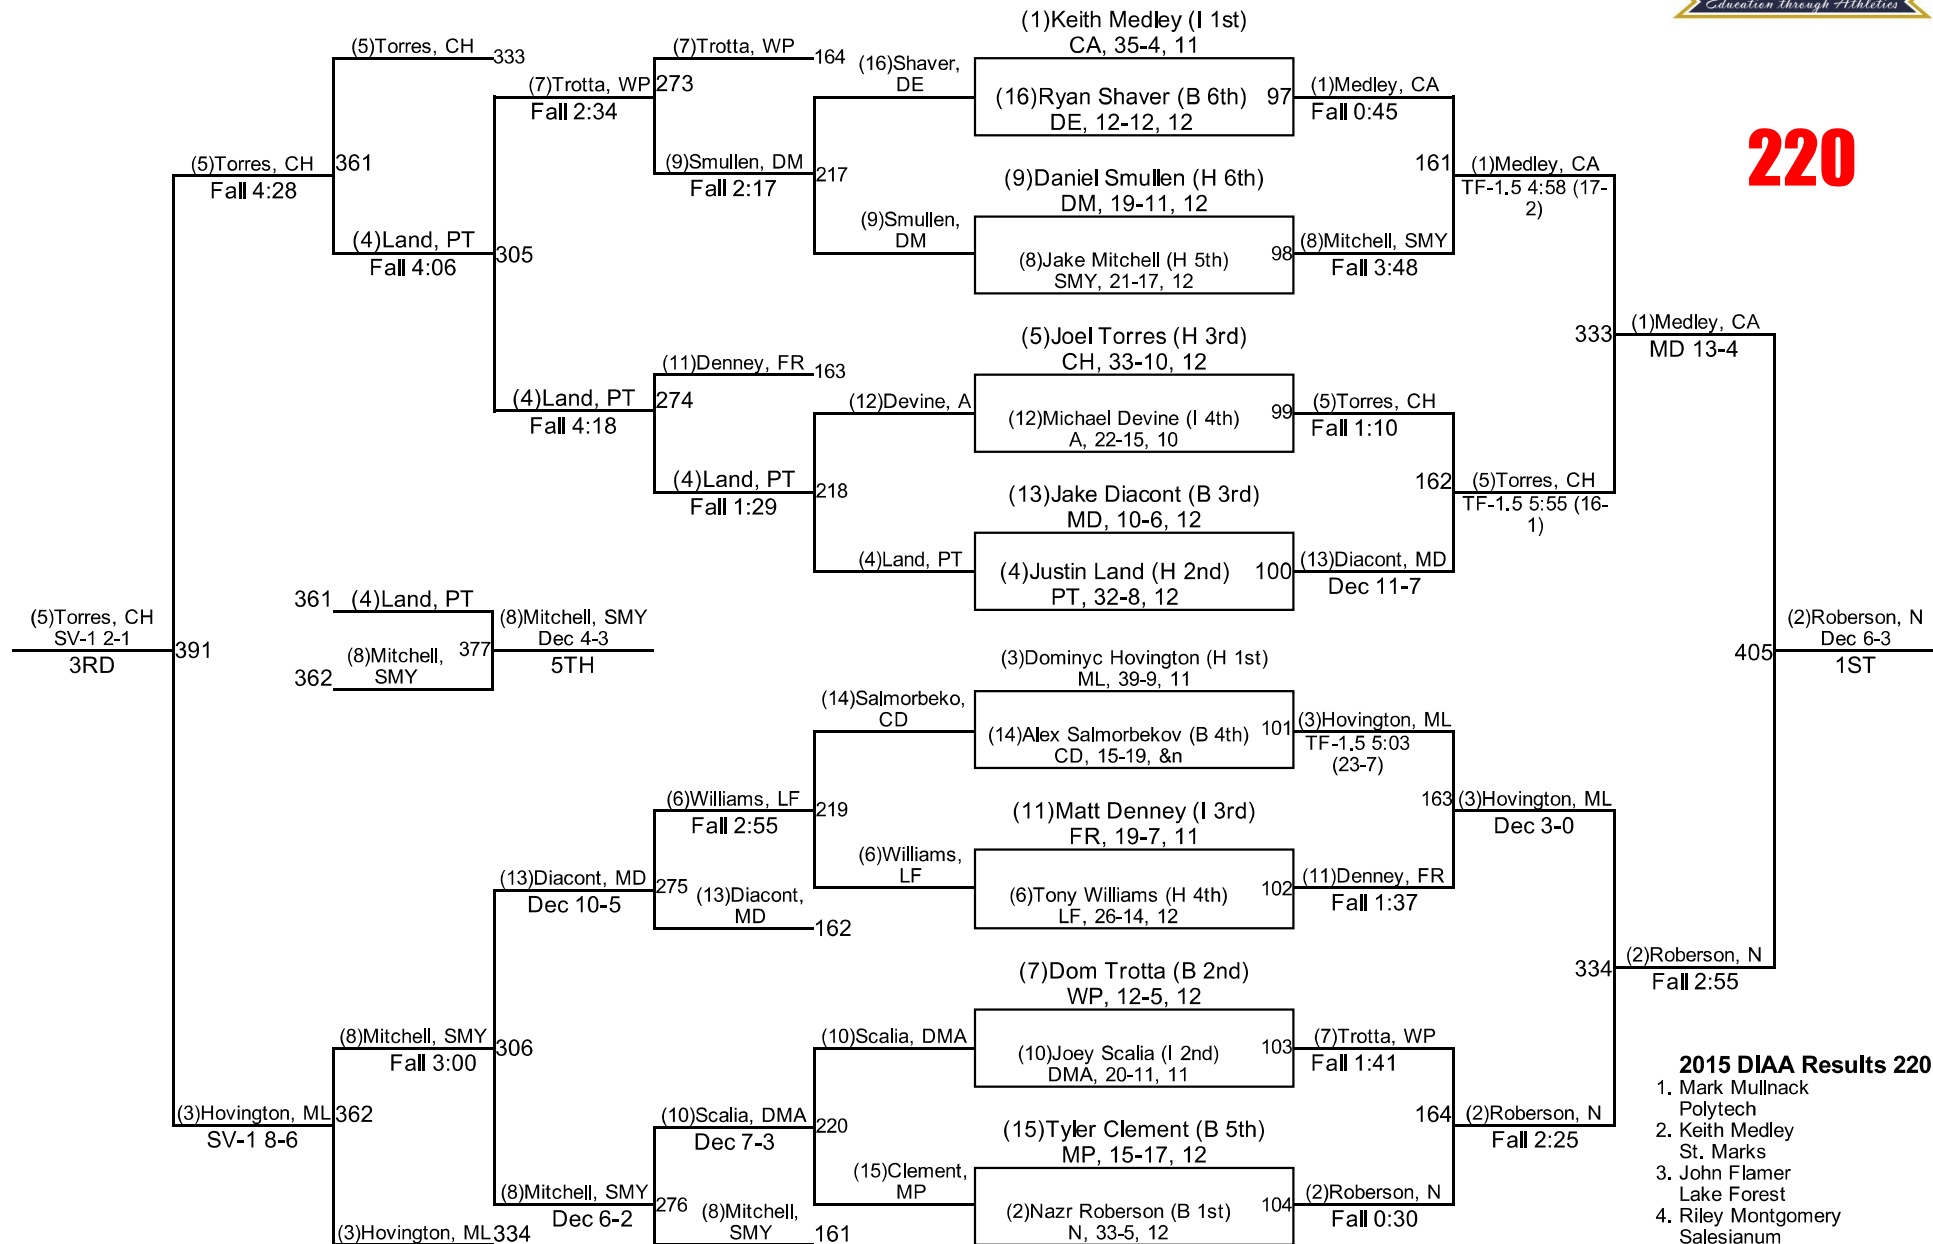 Education through Athletics
220
(5)Torres, CH
333
(7)Trotta, WP
Fall 2:34
(5)Torres, CH
Fall 4:28
361
(4)Land, PT
Fall 4:06
305
(7)Trotta, WP
164
273
(9)Smullen, DM
Fall 2:17
217
(16)Shaver,
DE
(9)Smullen,
DM
(11)Denney, FR
163
(4)Land, PT
Fall 4:18
274
(4)Land, PT
Fall 1:29
218
(12)Devine, A
(4)Land, PT
(5)Torres, CH
SV-1 2-1
3RD
391
361
(4)Land, PT
362
(8)Mitchell,
SMY
377
(8)Mitchell, SMY
Dec 4-3
5TH
(14)Salmorbeko,
CD
(6)Williams, LF
Fall 2:55
219
(6)Williams,
LF
(13)Diacont, MD
Dec 10-5
275
(13)Diacont,
MD
162
(8)Mitchell, SMY
Fall 3:00
306
(10)Scalia, DMA
(3)Hovington, ML
SV-1 8-6
362
(10)Scalia, DMA
Dec 7-3
220
(15)Clement,
MP
(8)Mitchell, SMY
Dec 6-2
276
(8)Mitchell,
SMY
161
(3)Hovington, ML
334
(1)Keith Medley (I 1st)
CA, 35-4, 11
(16)Ryan Shaver (B 6th)
DE, 12-12, 12
97
(9)Daniel Smullen (H 6th)
DM, 19-11, 12
(8)Jake Mitchell (H 5th)
SMY, 21-17, 12
98
(5)Joel Torres (H 3rd)
CH, 33-10, 12
(12)Michael Devine (I 4th)
A, 22-15, 10
99
(13)Jake Diacont (B 3rd)
MD, 10-6, 12
(4)Justin Land (H 2nd)
PT, 32-8, 12
100
(3)Dominyc Hovington (H 1st)
ML, 39-9, 11
(14)Alex Salmorbekov (B 4th)
CD, 15-19, &n
101
(11)Matt Denney (I 3rd)
FR, 19-7, 11
(6)Tony Williams (H 4th)
LF, 26-14, 12
102
(7)Dom Trotta (B 2nd)
WP, 12-5, 12
(10)Joey Scalia (I 2nd)
DMA, 20-11, 11
103
(15)Tyler Clement (B 5th)
MP, 15-17, 12
(2)Nazr Roberson (B 1st)
N, 33-5, 12
104
(1)Medley, CA
Fall 0:45
161
(8)Mitchell, SMY
Fall 3:48
(1)Medley, CA
TF-1.5 4:58 (17-
2)
(5)Torres, CH
Fall 1:10
162
(13)Diacont, MD
Dec 11-7
(5)Torres, CH
TF-1.5 5:55 (16-
1)
333
(1)Medley, CA
MD 13-4
(3)Hovington, ML
TF-1.5 5:03
(23-7)
163
(11)Denney, FR
Fall 1:37
(3)Hovington, ML
Dec 3-0
(7)Trotta, WP
Fall 1:41
164
(2)Roberson, N
Fall 0:30
(2)Roberson, N
Fall 2:25
334
(2)Roberson, N
Fall 2:55
405
(2)Roberson, N
Dec 6-3
1ST
2015 DIAA Results 220
1. Mark Mullnack
Polytech
2. Keith Medley
St. Marks
3. John Flamer
Lake Forest
4. Riley Montgomery
Salesianum